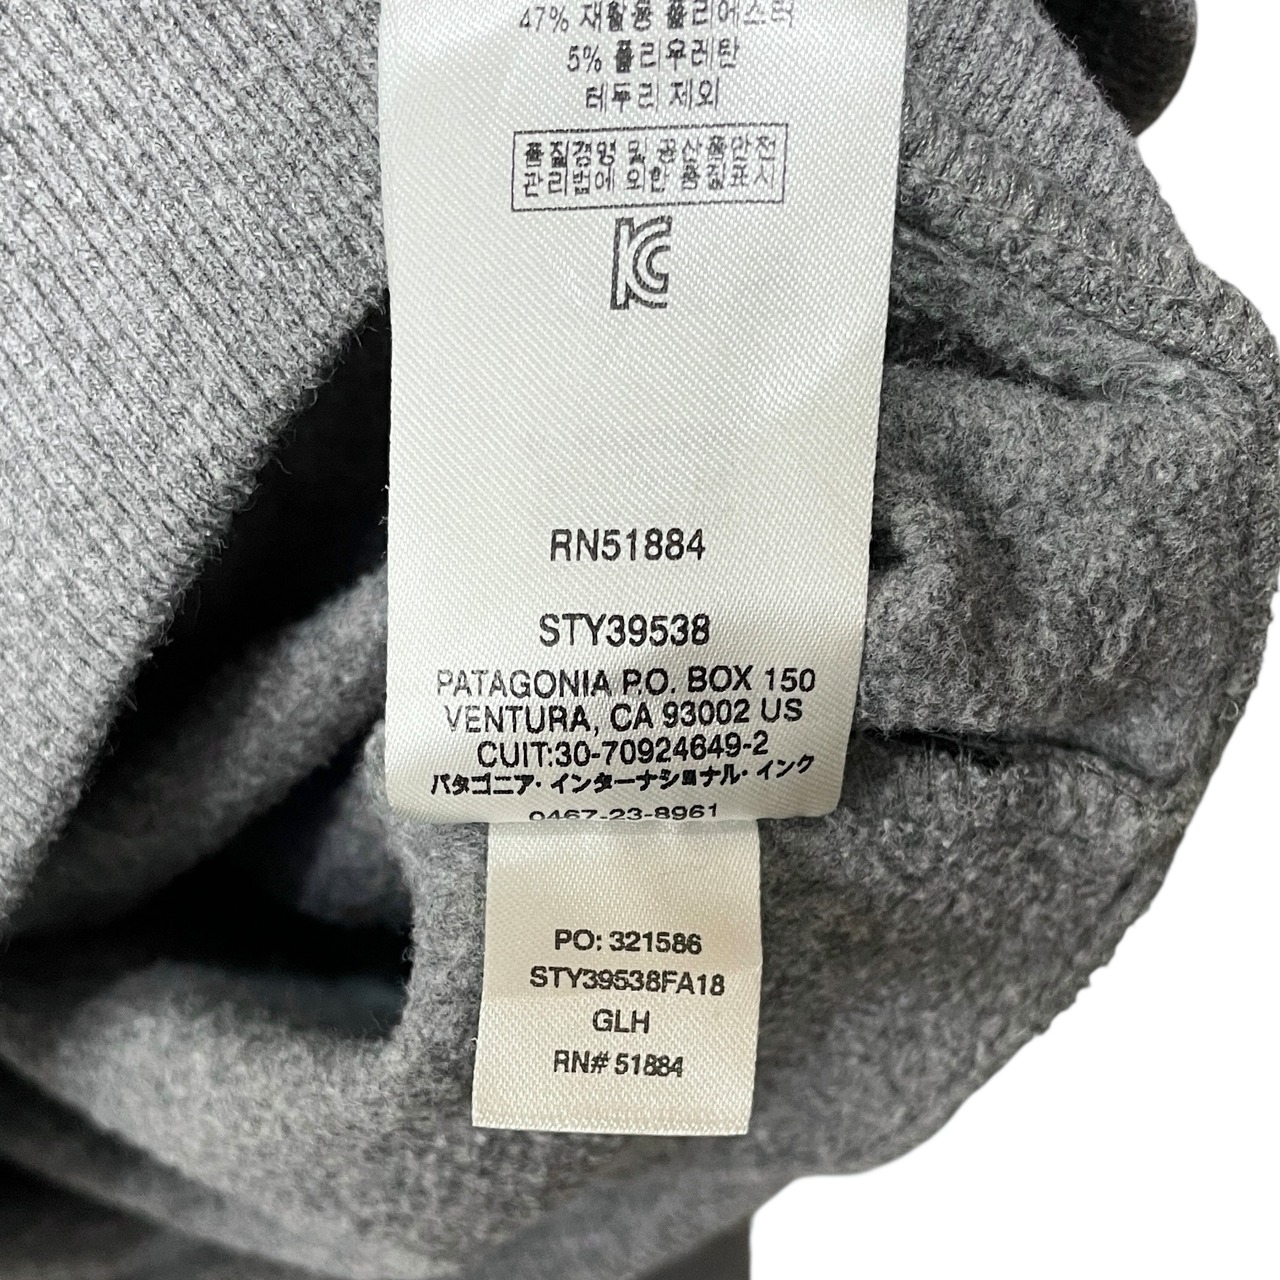 47% 재활용 폴리에스터
5% 폴리우레탄
테두리 제외
품질경영 및 공산품안전
관리법에 의한 품질표시
KC
RN51884
STY39538
PATAGONIA P.O. BOX 150
VENTURA, CA 93002 US
CUIT:30-70924649-2
パタゴニア・インターナショナル・インク
0467-23-8961
PO: 321586
STY39538FA18
GLH
RN# 51884